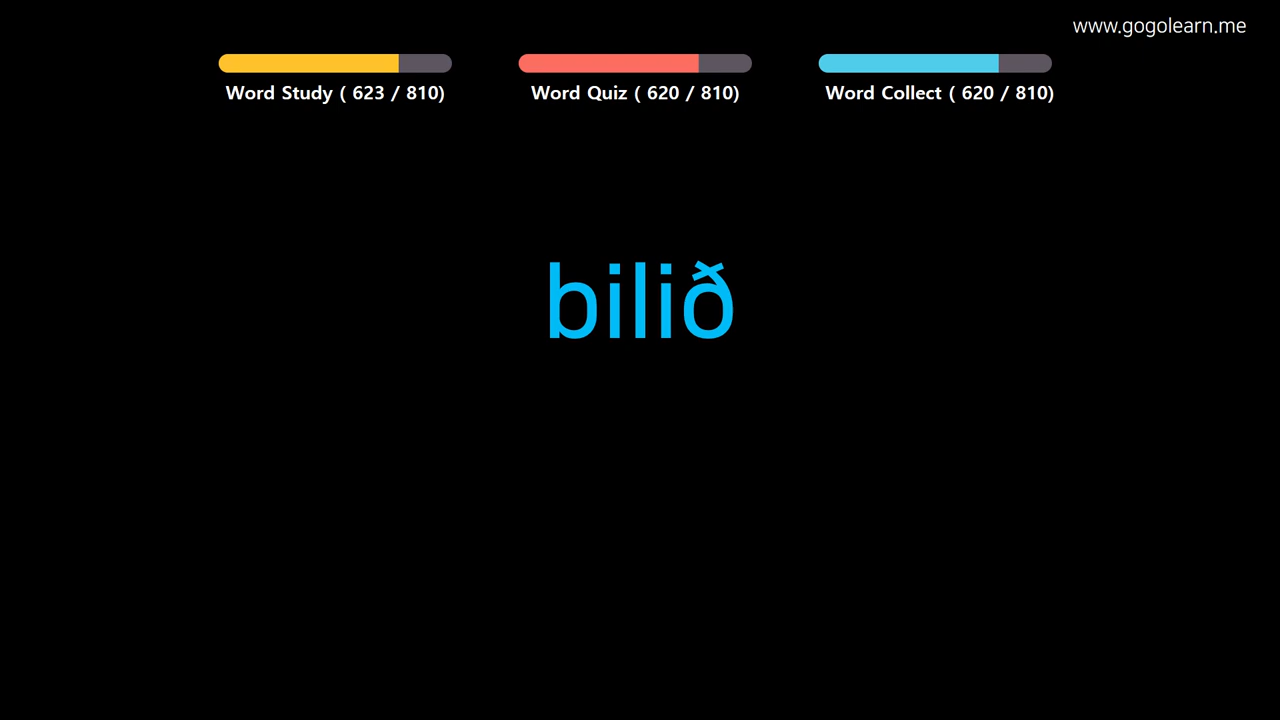 www.gogolearn.me
Word Study ( 623 / 810)
Word Quiz ( 620 / 810)
Word Collect ( 620 / 810)
bilið